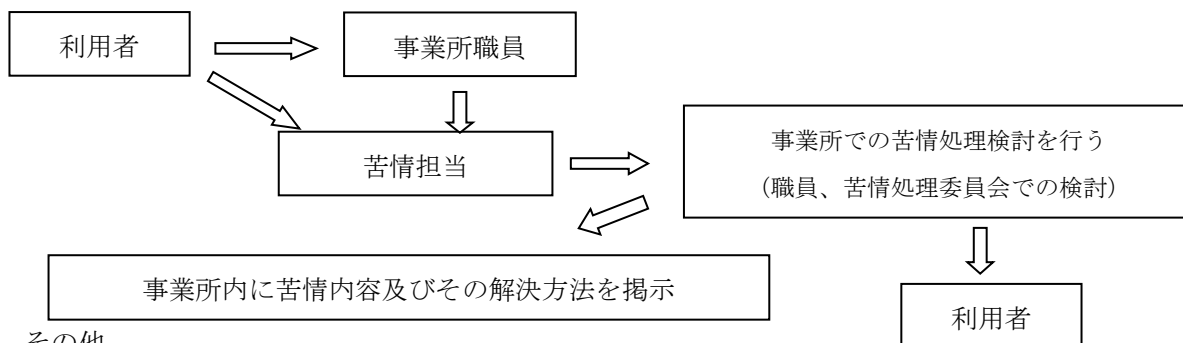 利用者
事業所職員
苦情担当
事業所での苦情処理検討を行う
（職員、苦情処理委員会での検討）
事業所内に苦情内容及びその解決方法を掲示
利用者
その他